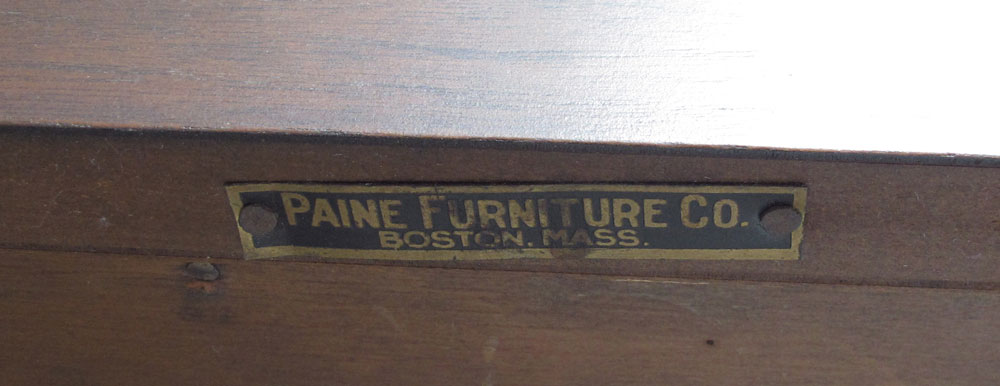 PAINE FURNITURE CO.
BOSTON. MASS.